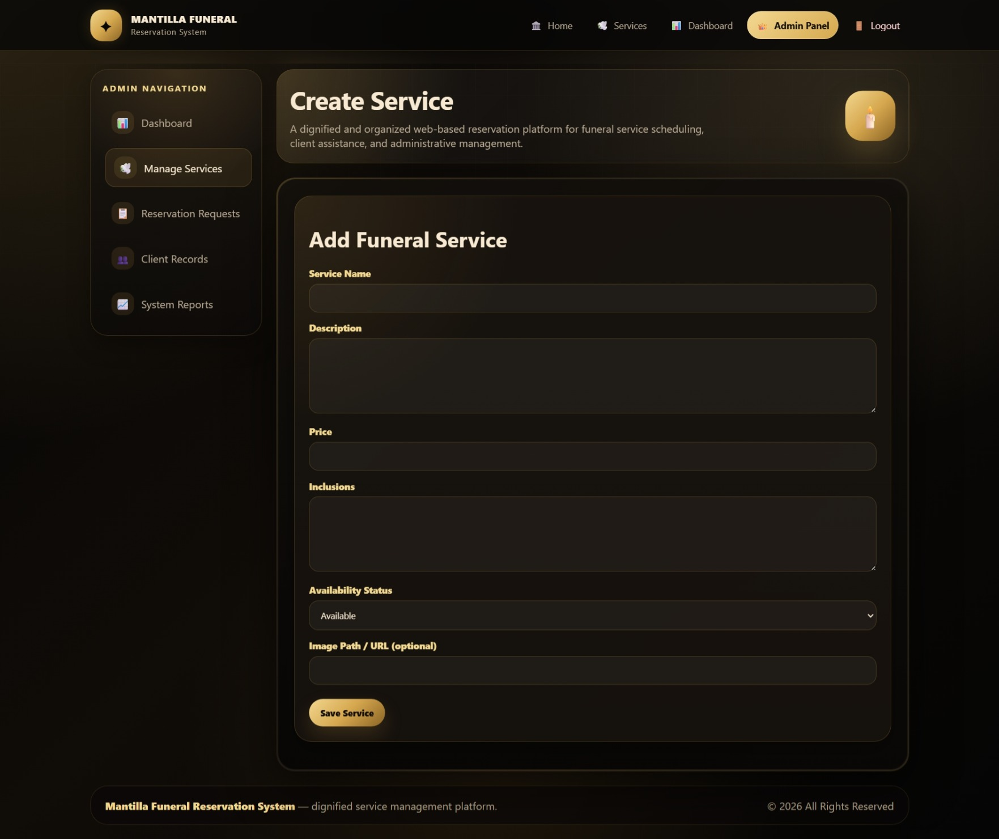 MANTILLA FUNERAL
Reservation System
Home
Services
Dashboard
Admin Panel
Logout
ADMIN NAVIGATION
Dashboard
Manage Services
Reservation Requests
Client Records
System Reports
Create Service
A dignified and organized web-based reservation platform for funeral service scheduling,
client assistance, and administrative management.
Add Funeral Service
Service Name
Description
Price
Inclusions
Availability Status
Available
Image Path / URL (optional)
Save Service
Mantilla Funeral Reservation System — dignified service management platform.
© 2026 All Rights Reserved